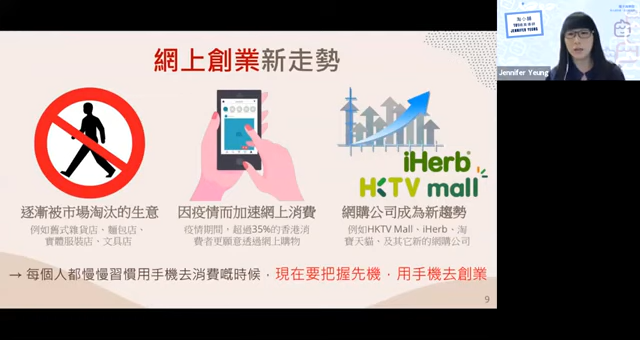 網上創業新走勢
逐漸被市場淘汰的生意
例如舊式雜貨店、麵包店、
實體服裝店、文具店
因疫情而加速網上消費
疫情期間，超過35%的香港消
費者更願意透過網上購物
iHerb
HKTV mall
網購公司成為新趨勢
例如HKTV Mall、iHerb、淘
寶天貓，及其它新的網購公司
→ 每個人都慢慢習慣用手機去消費嘅時候，現在要把握先機，用手機去創業
9
JENNIFER YEUNG
Jennifer Yeung